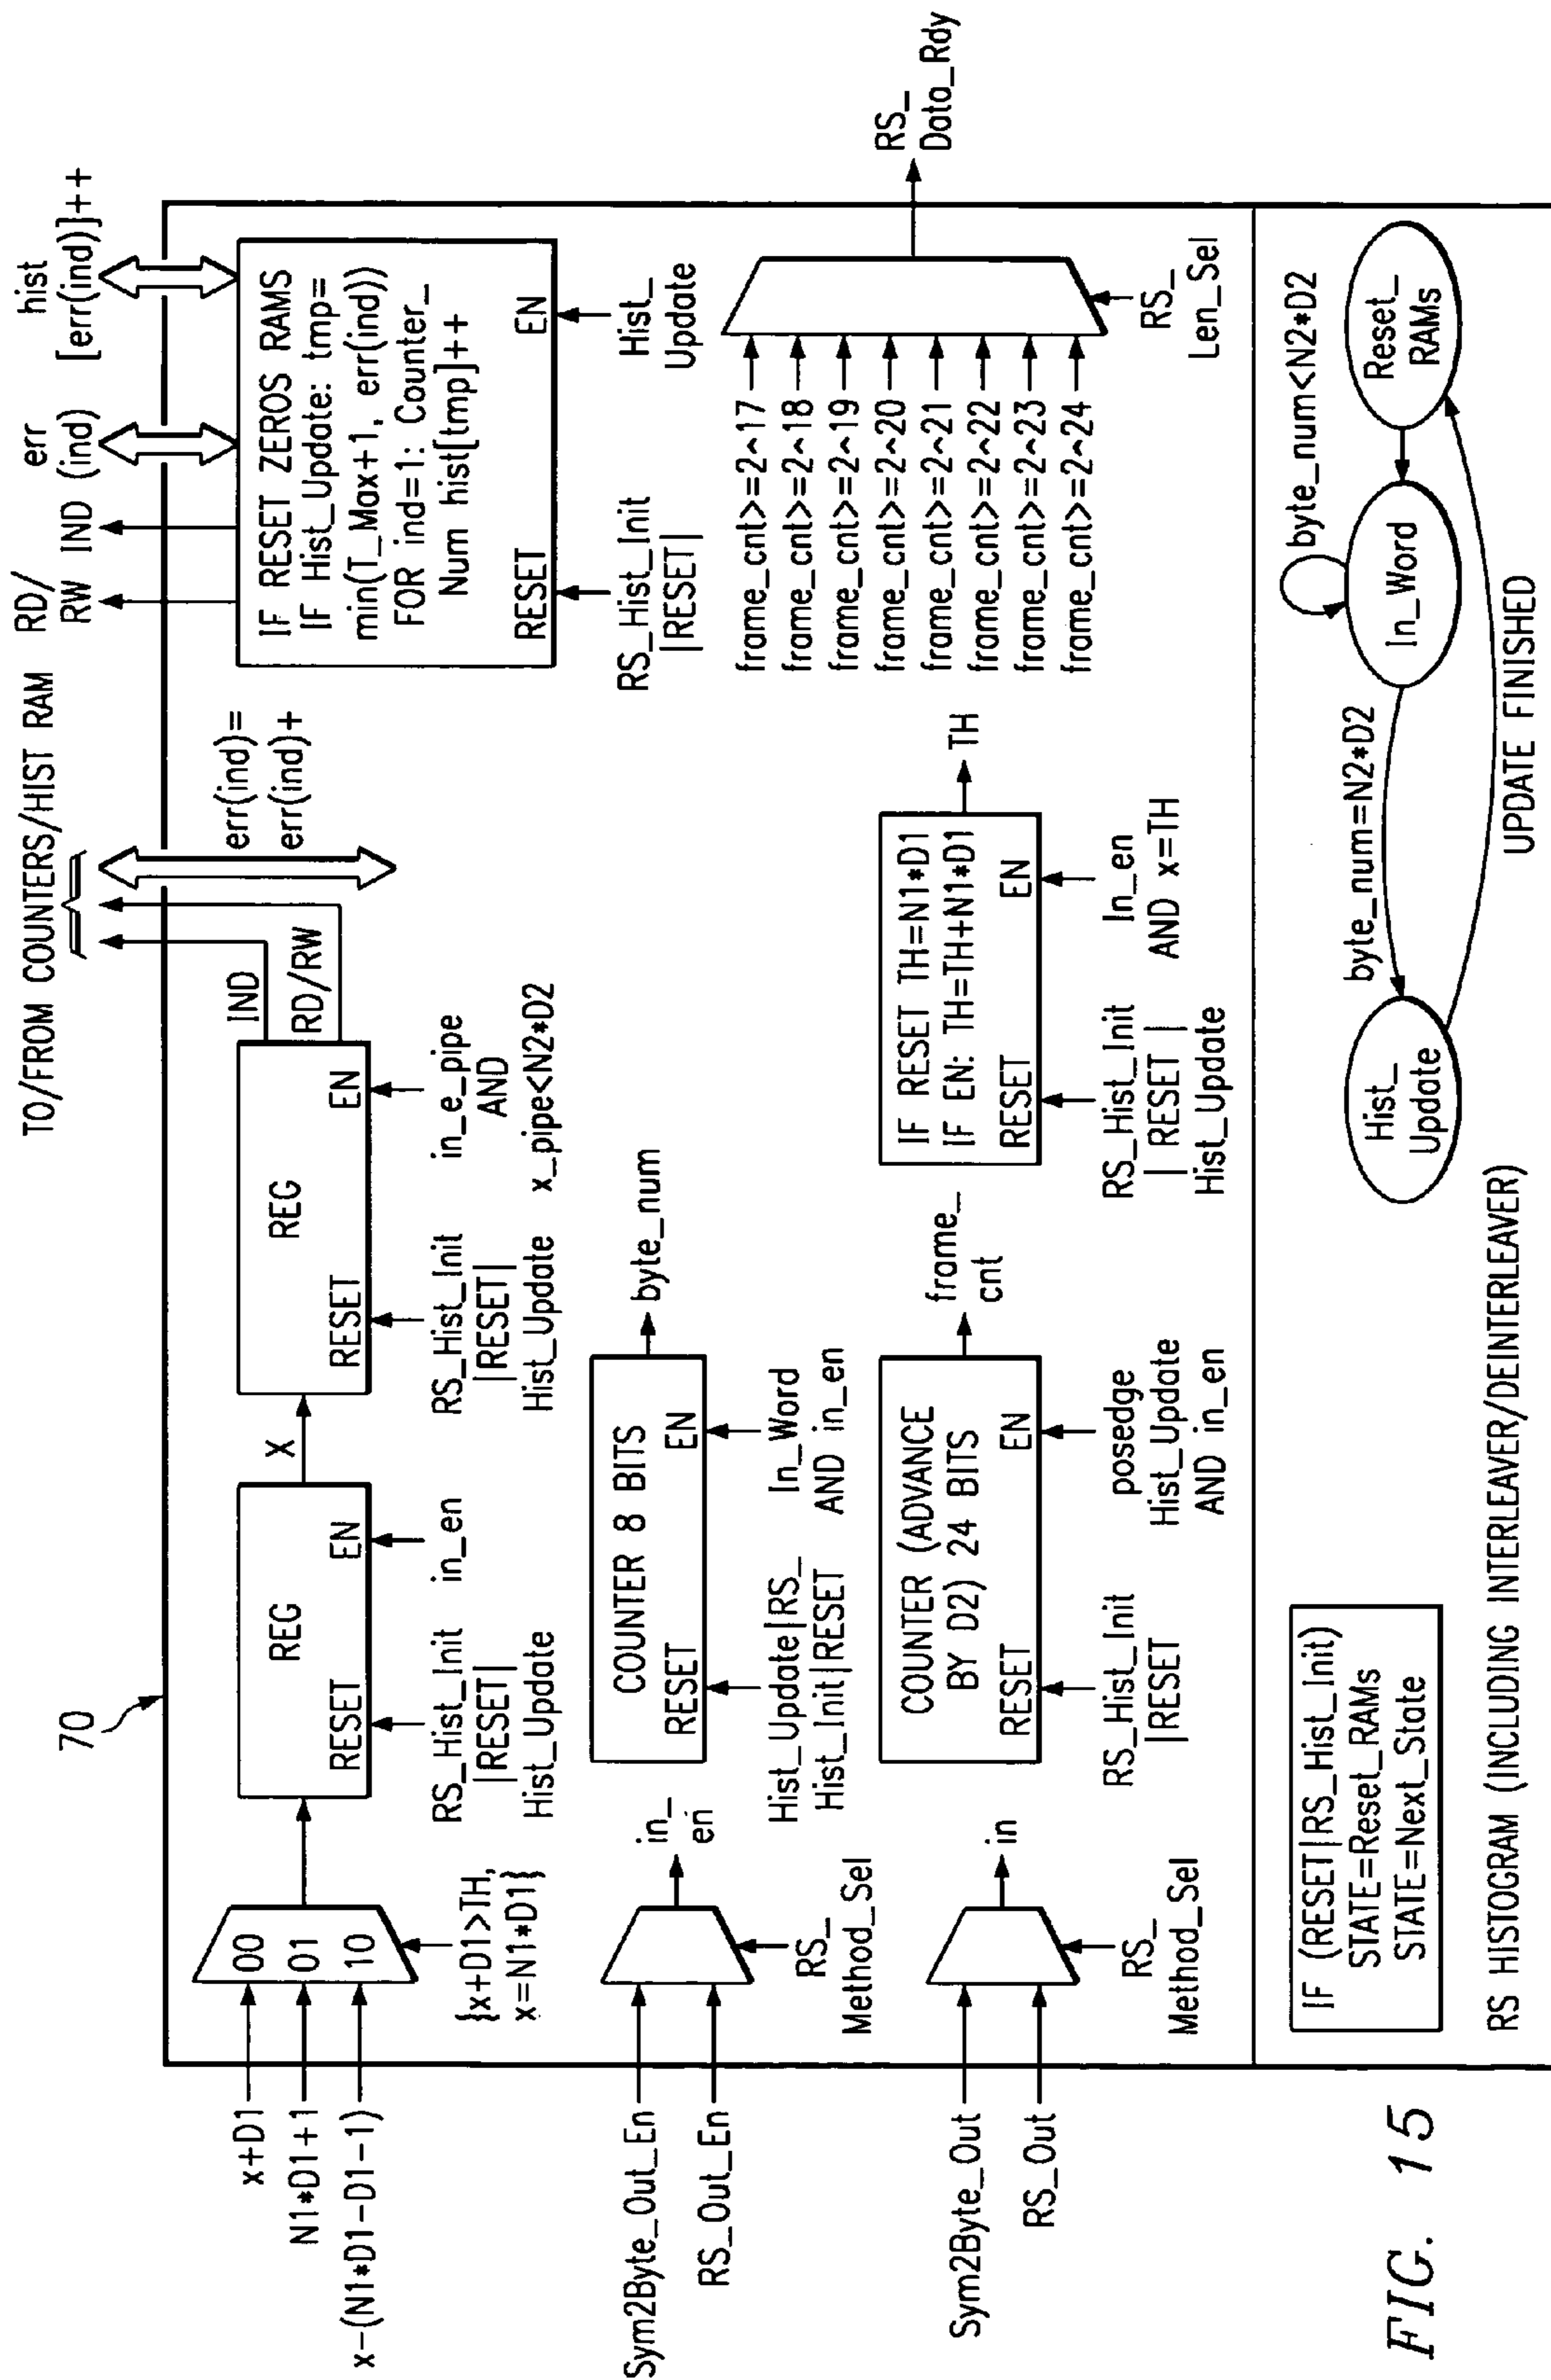 TO/FROM COUNTERS/HIST RAM
RD/
RW
IND
err
(ind)
hist
[err(ind)]++
70
x+D1
N1*D1+1
x-(N1*D1-D1-1)
00
01
10
{x+D1>TH,
x=N1*D1}
REG
RESET
EN
RS_Hist_Init
|RESET|
Hist_Update
in_en
X
REG
RESET
EN
RS_Hist_Init
|RESET|
Hist_Update
in_e_pipe
AND
x_pipe<N2*D2
IND
RD/RW
err(ind)=
err(ind)+
IF RESET ZEROS RAMS
IF Hist_Update: tmp=
min(T_Max+1, err(ind))
FOR ind=1: Counter_
Num hist[tmp]++
RESET
EN
RS_Hist_Init
|RESET|
Hist_
Update
Sym2Byte_Out_En
RS_Out_En
in_
en
RS_
Method_Sel
COUNTER 8 BITS
RESET
EN
Hist_Update|RS_
Hist_Init|RESET
In_Word
AND in_en
byte_num
Sym2Byte_Out
RS_Out
in
RS_
Method_Sel
COUNTER (ADVANCE
BY D2) 24 BITS
RESET
EN
RS_Hist_Init
|RESET
posedge
Hist_Update
AND in_en
frame_
cnt
IF RESET TH=N1*D1
IF EN: TH=TH+N1*D1
RESET
EN
RS_Hist_Init
| RESET |
Hist_Update
In_en
AND x=TH
TH
frame_cnt>=2^17
frame_cnt>=2^18
frame_cnt>=2^19
frame_cnt>=2^20
frame_cnt>=2^21
frame_cnt>=2^22
frame_cnt>=2^23
frame_cnt>=2^24
RS_
Len_Sel
RS_
Data_Rdy
IF (RESET|RS_Hist_Init)
STATE=Reset_RAMs
STATE=Next_State
Hist_
Update
byte_num=N2*D2
In_Word
byte_num<N2*D2
Reset_
RAMs
UPDATE FINISHED
RS HISTOGRAM (INCLUDING INTERLEAVER/DEINTERLEAVER)
FIG. 15